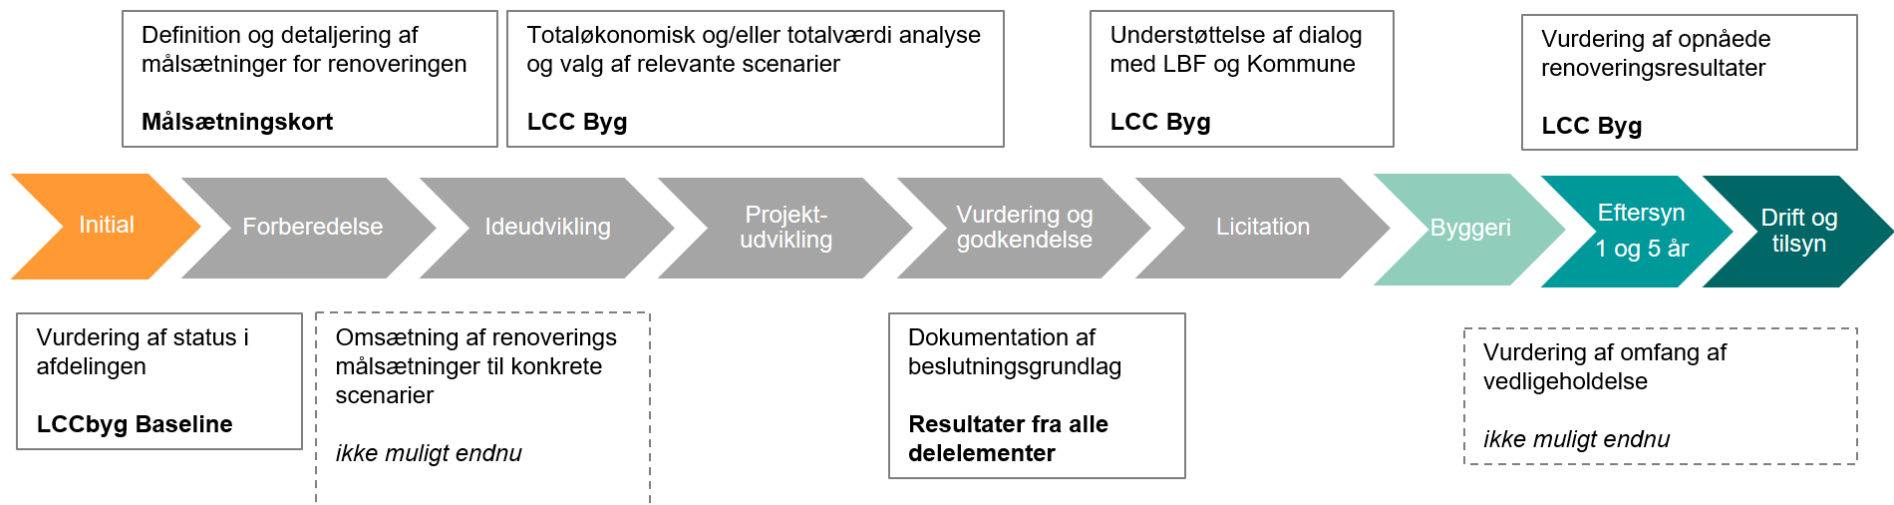 Definition og detaljering af
målsætninger for renoveringen
Målsætningskort
Totaløkonomisk og/eller totalværdi analyse
og valg af relevante scenarier
LCC Byg
Understøttelse af dialog
med LBF og Kommune
LCC Byg
Vurdering af opnåede
renoveringsresultater
LCC Byg
Initial
Forberedelse
Ideudvikling
Projekt-
udvikling
Vurdering og
godkendelse
Licitation
Byggeri
Eftersyn
1 og 5 år
Drift og
tilsyn
Vurdering af status i
afdelingen
LCCbyg Baseline
Omsætning af renoverings
målsætninger til konkrete
scenarier
ikke muligt endnu
Dokumentation af
beslutningsgrundlag
Resultater fra alle
delelementer
Vurdering af omfang af
vedligeholdelse
ikke muligt endnu